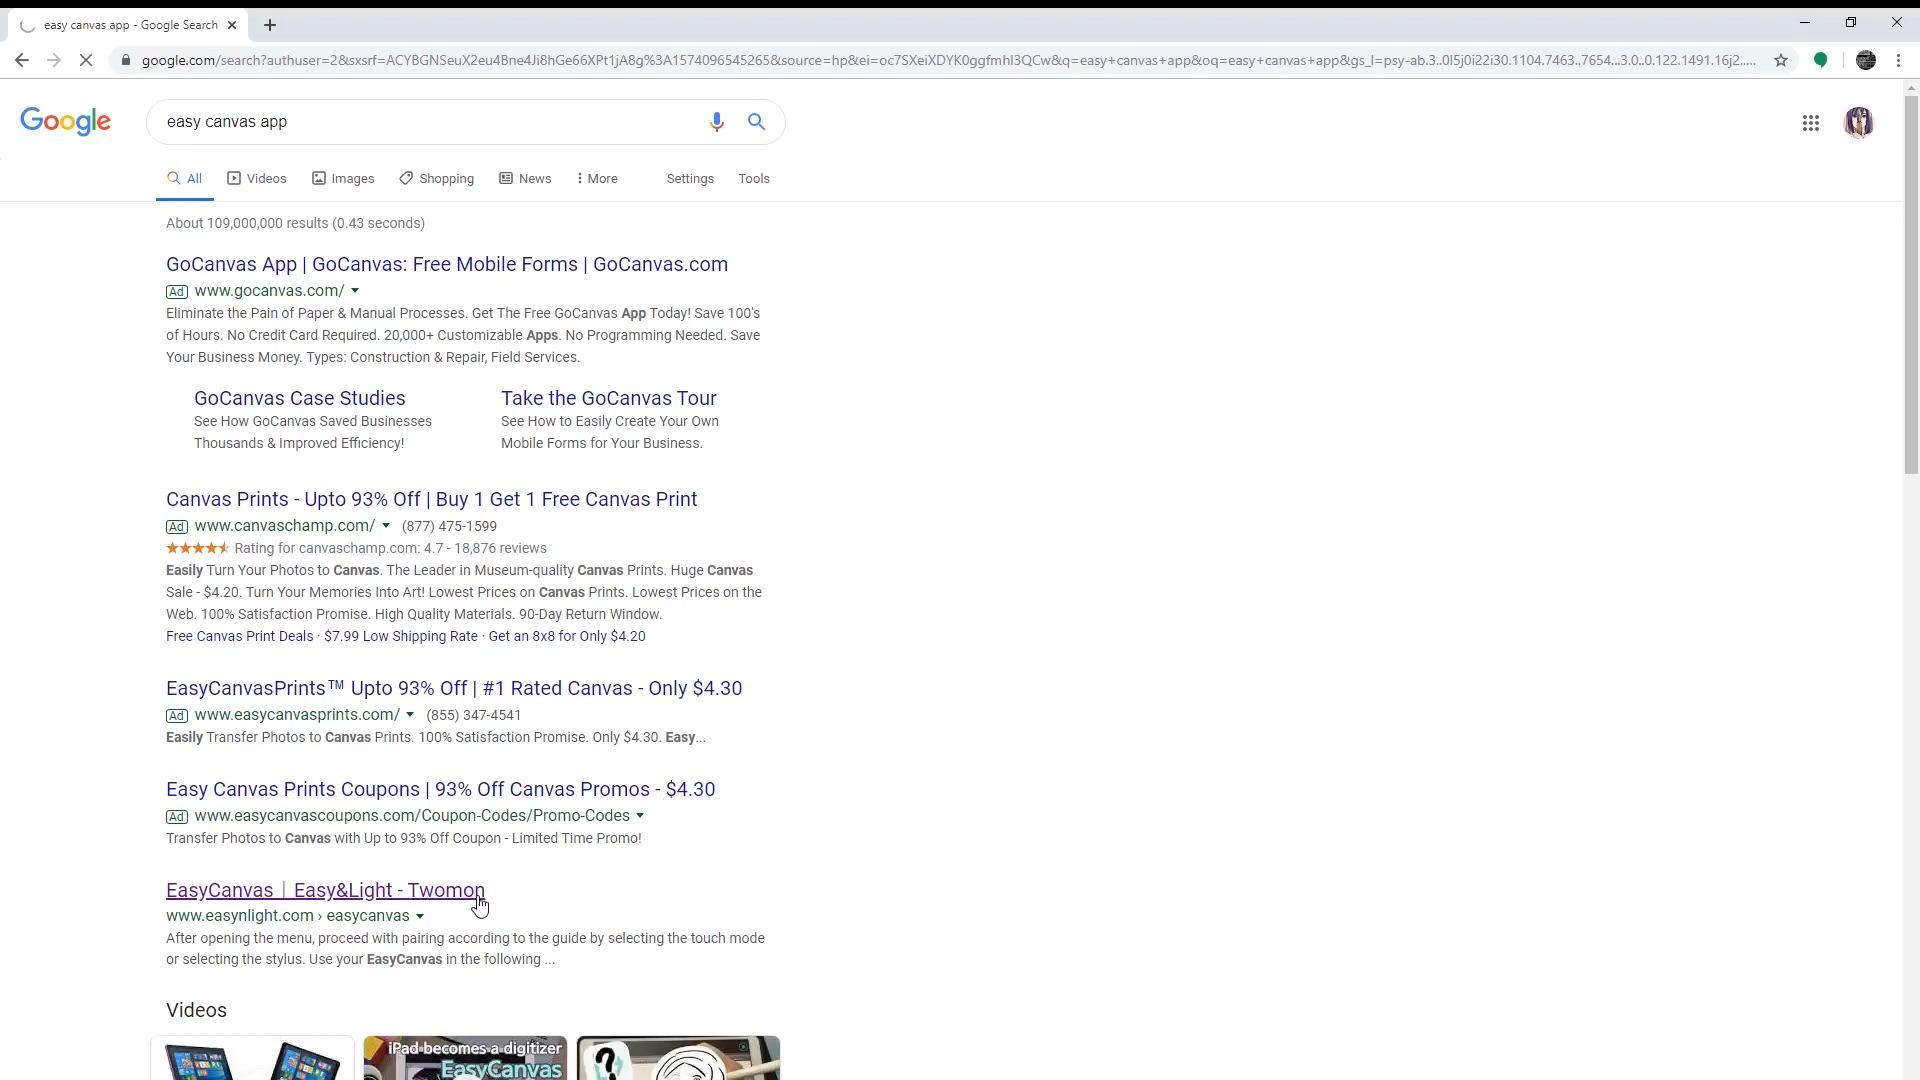 easy canvas app - Google Search
google.com/search?authuser=2&sxsrf=ACYBGNSeuX2eu4Bne4Ji8hGe66XPt1jA8g%3A1574096545265&source=hp&ei=oc7SXeiXDYK0ggfmhI3QCw&q=easy+canvas+app&oq=easy+canvas+app&gs_l=psy-ab.3..0l5j0i22i30.1104.7463..7654...3.0..0.122.1491.16j2.....
Google
easy canvas app
All
Videos
Images
Shopping
News
More
Settings
Tools
About 109,000,000 results (0.43 seconds)
GoCanvas App | GoCanvas: Free Mobile Forms | GoCanvas.com
Ad www.gocanvas.com/
Eliminate the Pain of Paper & Manual Processes. Get The Free GoCanvas App Today! Save 100's
of Hours. No Credit Card Required. 20,000+ Customizable Apps. No Programming Needed. Save
Your Business Money. Types: Construction & Repair, Field Services.
GoCanvas Case Studies
See How GoCanvas Saved Businesses
Thousands & Improved Efficiency!
Take the GoCanvas Tour
See How to Easily Create Your Own
Mobile Forms for Your Business.
Canvas Prints - Upto 93% Off | Buy 1 Get 1 Free Canvas Print
Ad www.canvaschamp.com/ (877) 475-1599
Rating for canvaschamp.com: 4.7 - 18,876 reviews
Easily Turn Your Photos to Canvas. The Leader in Museum-quality Canvas Prints. Huge Canvas
Sale - $4.20. Turn Your Memories Into Art! Lowest Prices on Canvas Prints. Lowest Prices on the
Web. 100% Satisfaction Promise. High Quality Materials. 90-Day Return Window.
Free Canvas Print Deals · $7.99 Low Shipping Rate · Get an 8x8 for Only $4.20
EasyCanvasPrints™ Upto 93% Off | #1 Rated Canvas - Only $4.30
Ad www.easycanvasprints.com/ (855) 347-4541
Easily Transfer Photos to Canvas Prints. 100% Satisfaction Promise. Only $4.30. Easy...
Easy Canvas Prints Coupons | 93% Off Canvas Promos - $4.30
Ad www.easycanvascoupons.com/Coupon-Codes/Promo-Codes
Transfer Photos to Canvas with Up to 93% Off Coupon - Limited Time Promo!
EasyCanvas | Easy&Light - Twomon
www.easynlight.com › easycanvas
After opening the menu, proceed with pairing according to the guide by selecting the touch mode
or selecting the stylus. Use your EasyCanvas in the following ...
Videos
iPad becomes a digitizer
EasyCanvas